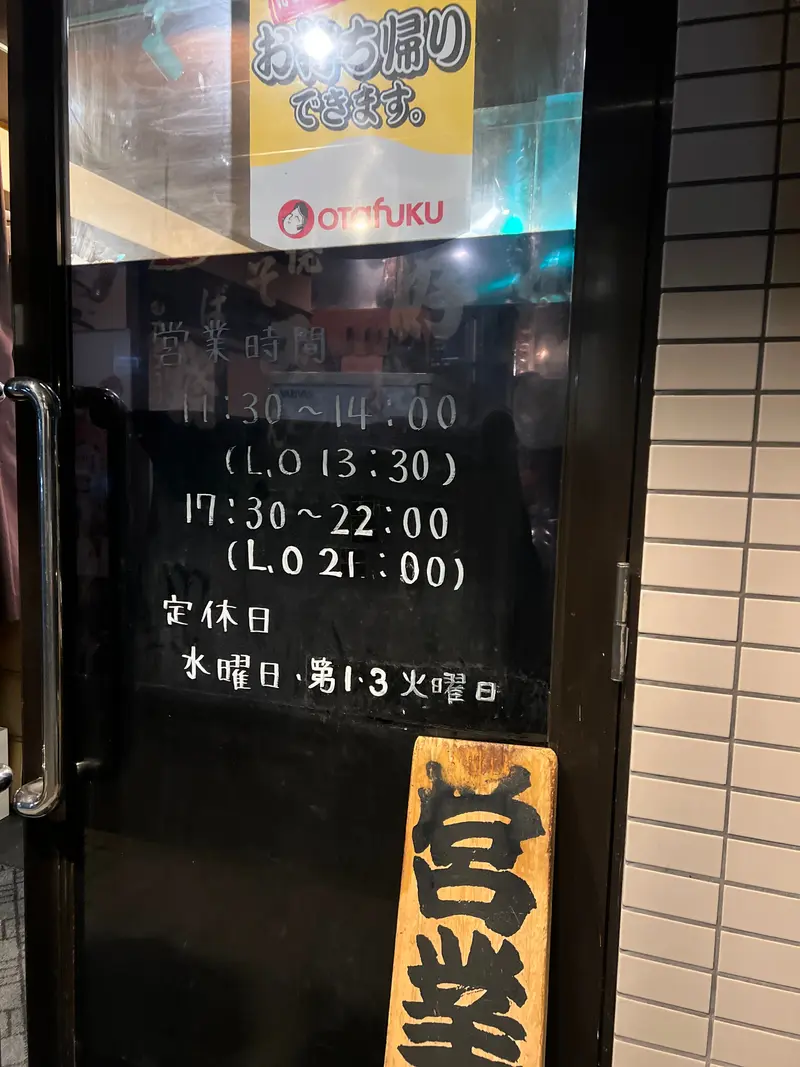 お持ち帰り
できます。
OTAFUKU
営業時間
11:30～14:00
(L.O 13:30)
17:30～22:00
(L.O 21:00)
定休日
水曜日・第1・3火曜日
営業